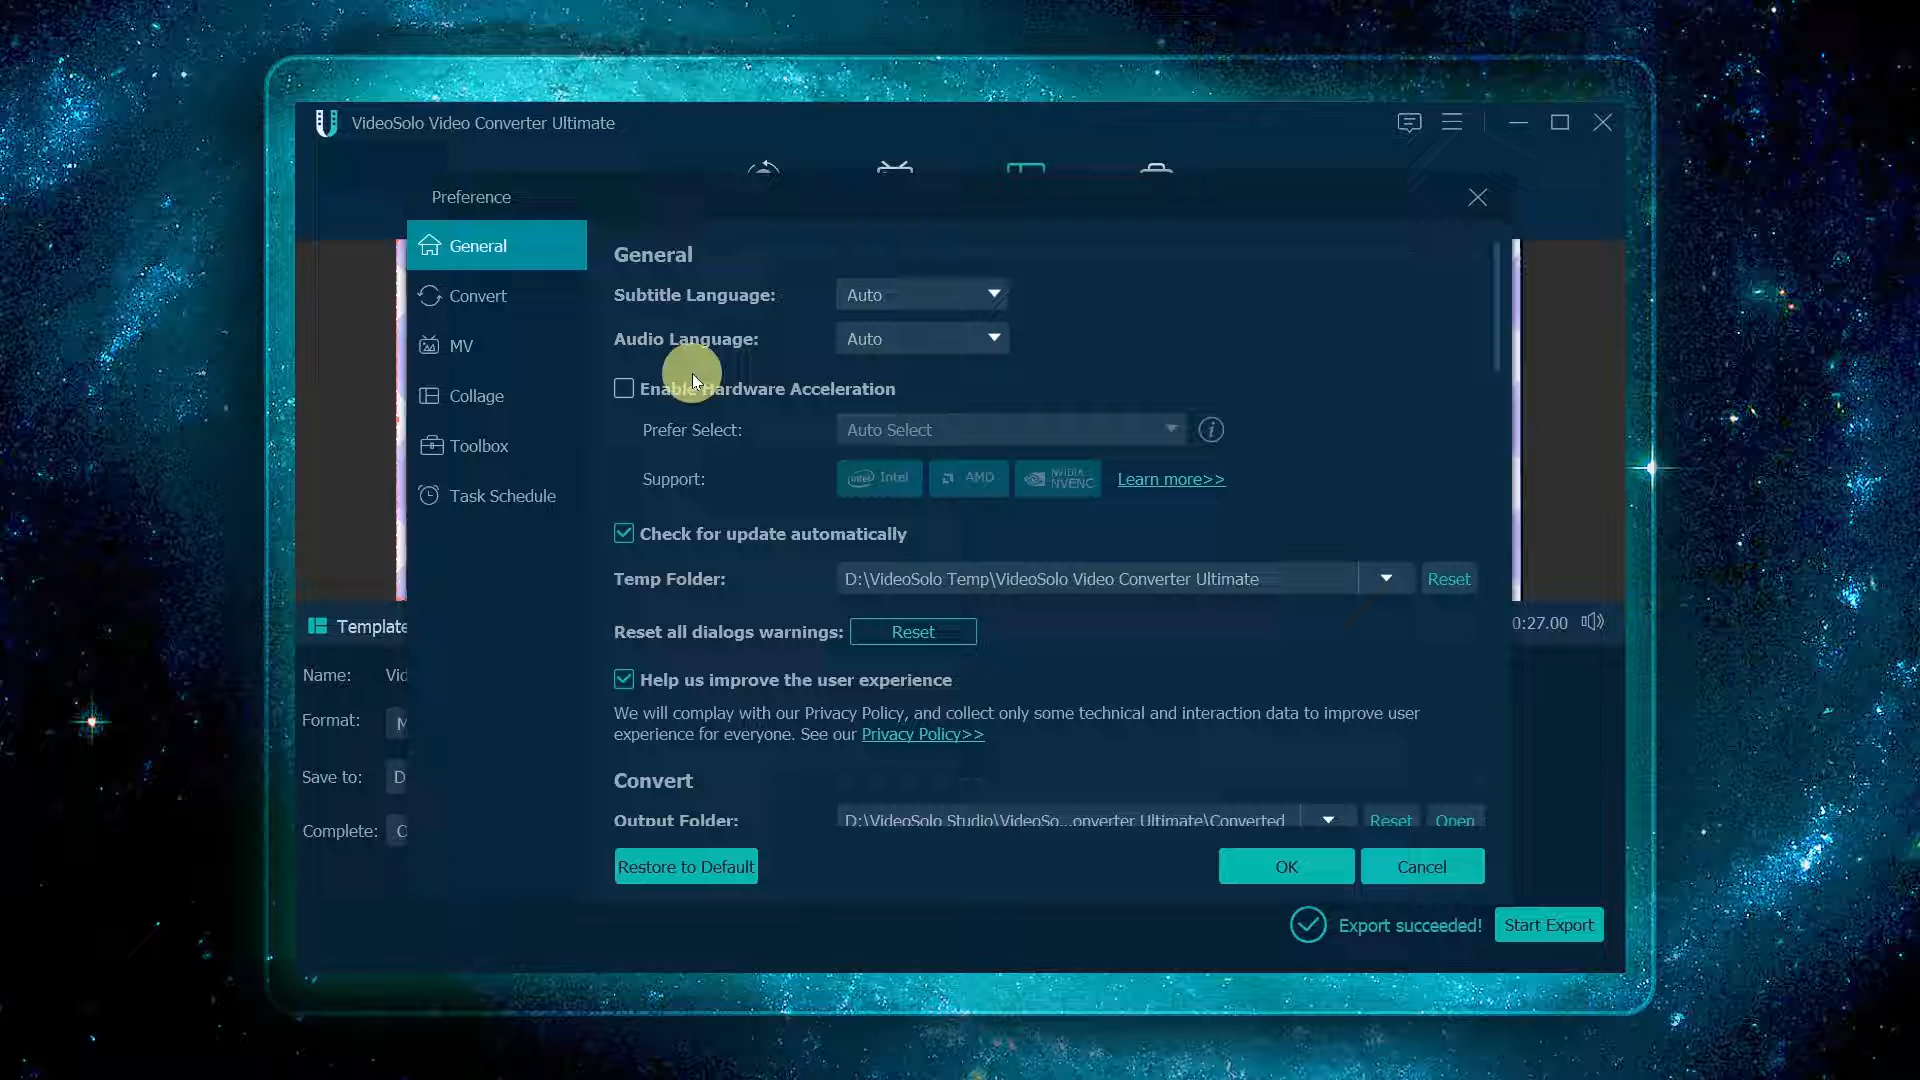 VideoSolo Video Converter Ultimate
Preference
General
Convert
MV
Collage
Toolbox
Task Schedule
General
Subtitle Language: Auto
Audio Language: Auto
Enable Hardware Acceleration
Prefer Select: Auto Select
Support: intel Intel AMD NVIDIA NVENC Learn more>>
Check for update automatically
Temp Folder: D:\VideoSolo Temp\VideoSolo Video Converter Ultimate Reset
Reset all dialogs warnings: Reset
Help us improve the user experience
We will complay with our Privacy Policy, and collect only some technical and interaction data to improve user
experience for everyone. See our Privacy Policy>>
Convert
Output Folder: D:\VideoSolo Studio\VideoSo...onverter Ultimate\Converted Reset Open
Restore to Default OK Cancel
Template
0:27.00
Name: Vid
Format: M
Save to: D
Complete:
Export succeeded! Start Export